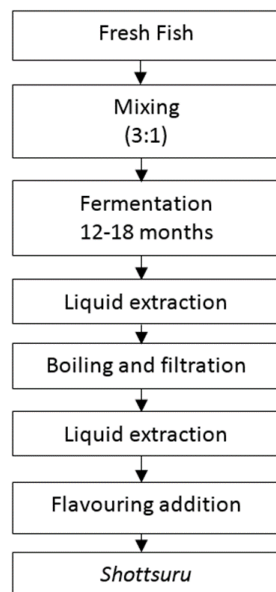 Fresh Fish
Mixing
(3:1)
Fermentation
12-18 months
Liquid extraction
Boiling and filtration
Liquid extraction
Flavouring addition
Shottsuru